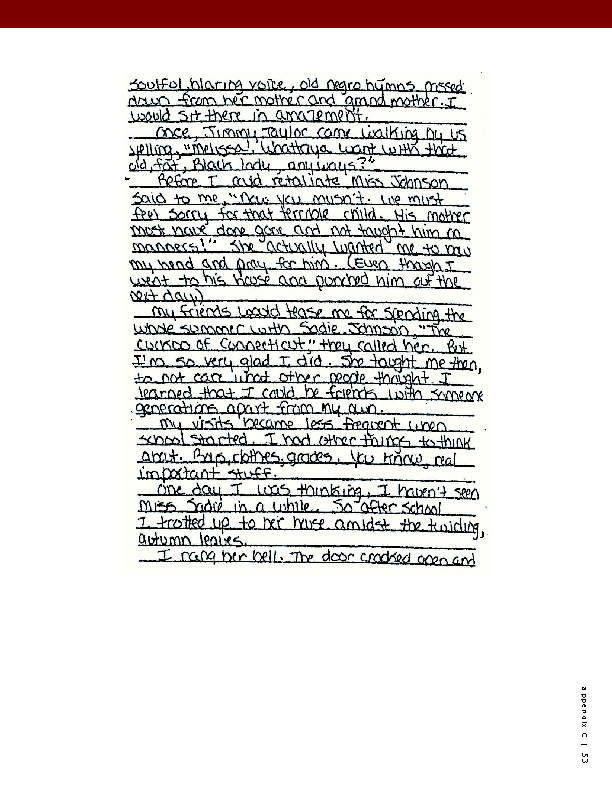 soulful, blaring voice, old negro hymns passed
down from her mother and grand mother. I
would sit there in amazement.
Once, Jimmy Taylor came walking by us
yelling, "Melissa! Whattaya want with that
old, fat, Black lady, anyways?"
Before I could retaliate Miss Johnson
said to me, "Now you musn't. We must
feel sorry for that terrible child. His mother
must have done gone and not taught him no
manners!" She actually wanted me to bow
my head and pray for him. (Even though I
went to his house and punched him out the
next day.)
My friends would tease me for spending the
whole summer with Sadie Johnson, "The
cuckoo of Connecticut," they called her. But
I'm so very glad I did. She taught me then,
to not care what other people thought. I
learned that I could be friends with someone
generations apart from my own.
My visits became less frequent when
school started. I had other things to think
about. Boys, clothes, grades. You know, real
important stuff.
One day I was thinking, I haven't seen
Miss Sadie in a while. So after school
I trotted up to her house amidst the twirling,
autumn leaves.
I rang her bell. The door cracked open and
appendix C | 53